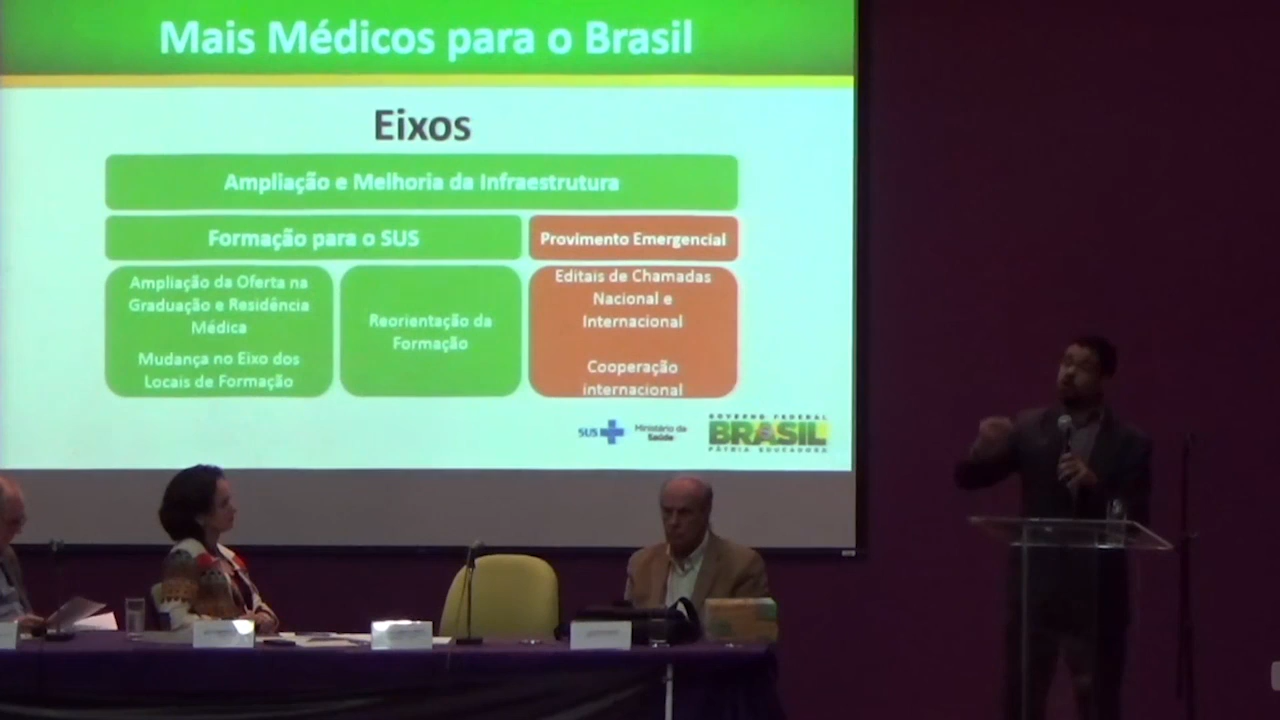 Mais Médicos para o Brasil
Eixos
Ampliação e Melhoria da Infraestrutura
Formação para o SUS
Provimento Emergencial
Ampliação da Oferta na
Graduação e Residência
Médica
Mudança no Eixo dos
Locais de Formação
Reorientação da
Formação
Editais de Chamadas
Nacional e
Internacional
Cooperação
internacional
SUS
Ministério da
Saúde
GOVERNO FEDERAL
BRASIL
PÁTRIA EDUCADORA